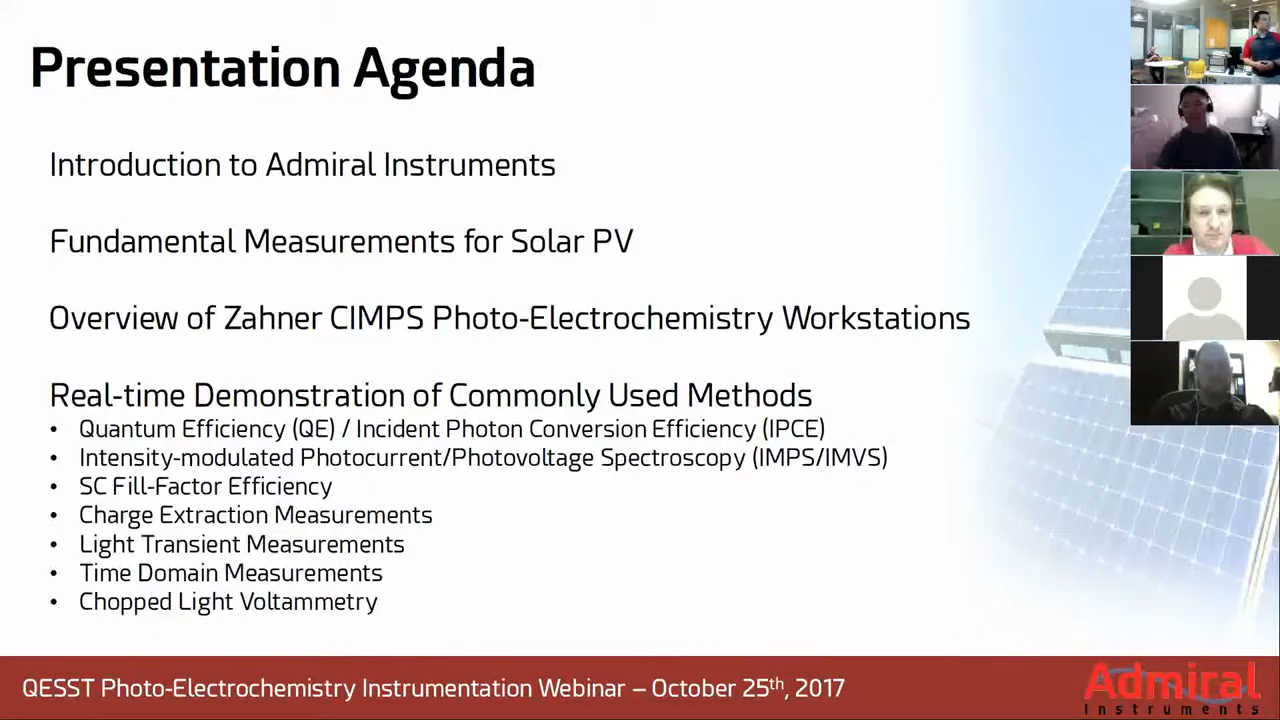 Presentation Agenda
Introduction to Admiral Instruments
Fundamental Measurements for Solar PV
Overview of Zahner CIMPS Photo-Electrochemistry Workstations
Real-time Demonstration of Commonly Used Methods
• Quantum Efficiency (QE) / Incident Photon Conversion Efficiency (IPCE)
• Intensity-modulated Photocurrent/Photovoltage Spectroscopy (IMPS/IMVS)
• SC Fill-Factor Efficiency
• Charge Extraction Measurements
• Light Transient Measurements
• Time Domain Measurements
• Chopped Light Voltammetry
QESST Photo-Electrochemistry Instrumentation Webinar – October 25th, 2017
Admiral
Instruments